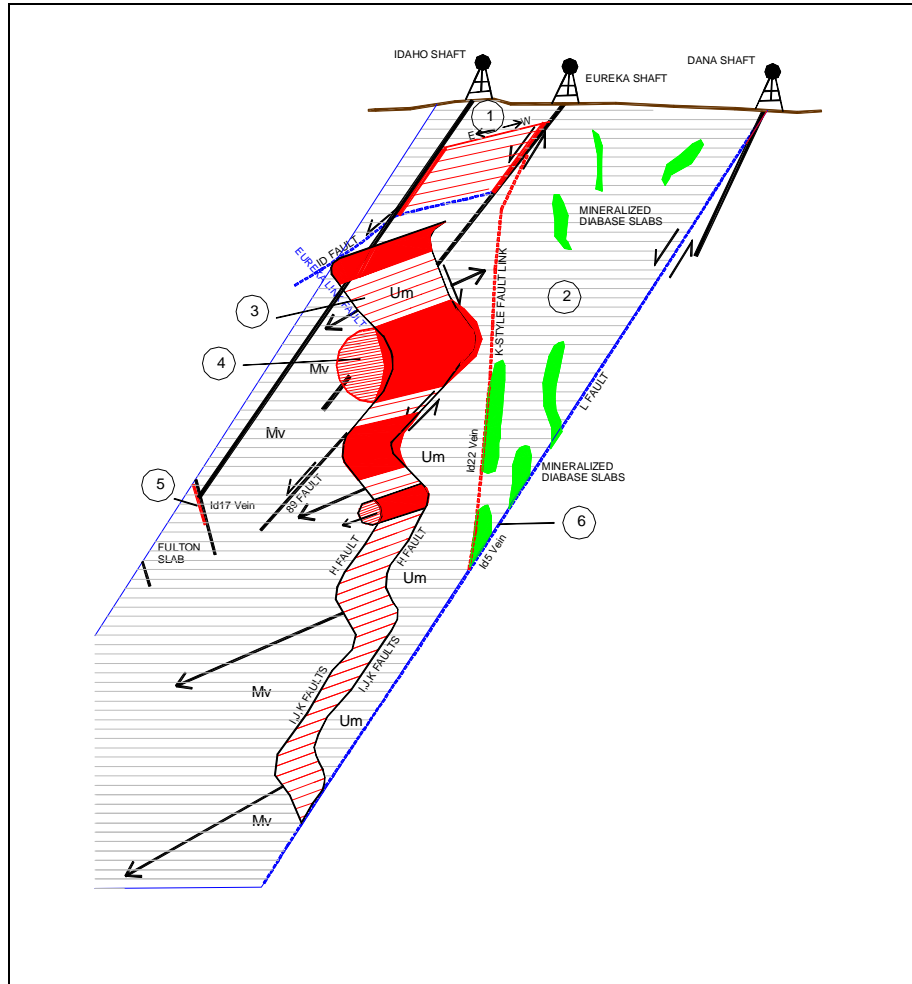 IDAHO SHAFT
EUREKA SHAFT
DANA SHAFT
1
E
W
MINERALIZED
DIABASE SLABS
ID FAULT
EUREKA LINK FAULT
K-STYLE FAULT LINK
2
3
Um
4
Mv
L FAULT
Mv
Um
Id22 Vein
MINERALIZED
DIABASE SLABS
5
Id17 Vein
89 FAULT
6
FULTON
SLAB
H FAULT
H FAULT
Id5 Vein
Um
I,J,K FAULTS
I,J,K FAULTS
Mv
Um
Mv